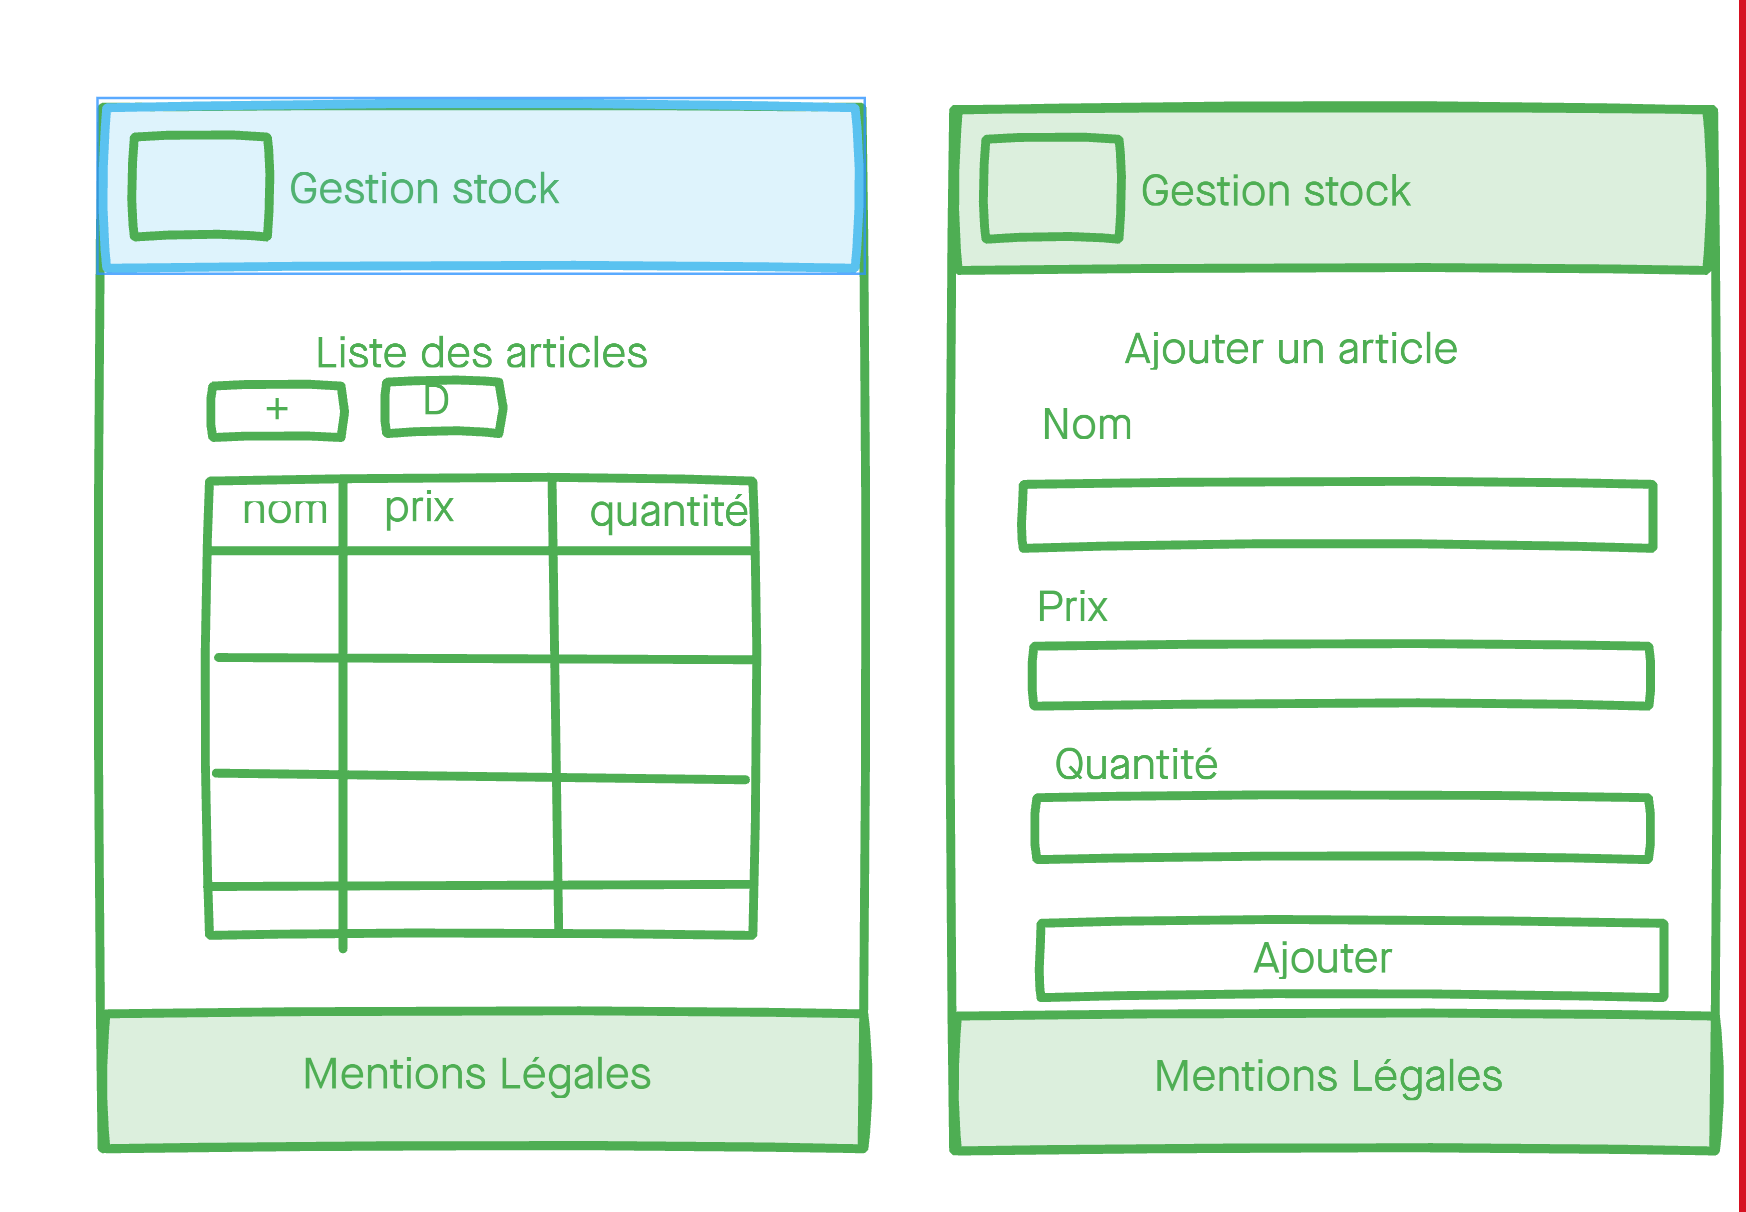 Gestion stock
Liste des articles
+ D
nom prix quantité
Mentions Légales
Gestion stock
Ajouter un article
Nom
Prix
Quantité
Ajouter
Mentions Légales